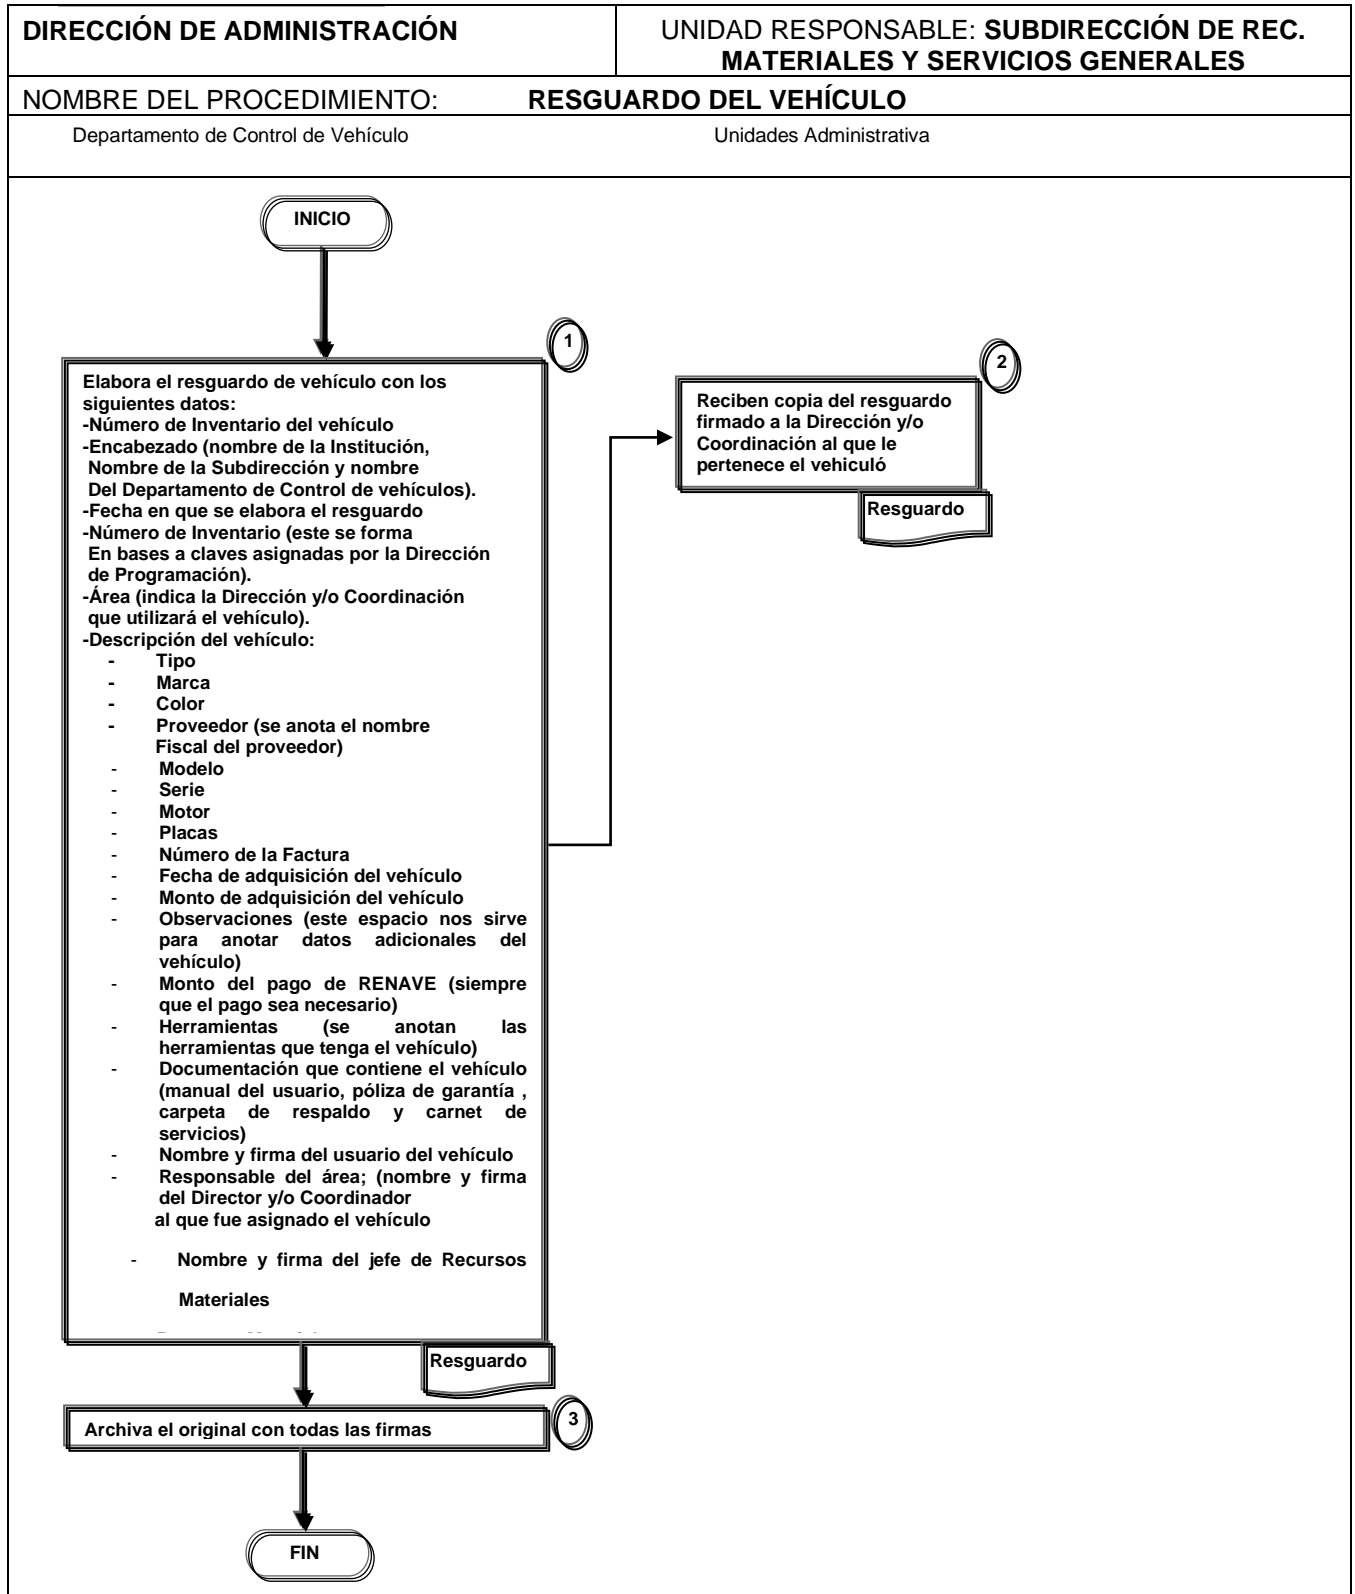 DIRECCIÓN DE ADMINISTRACIÓN
UNIDAD RESPONSABLE: SUBDIRECCIÓN DE REC.
MATERIALES Y SERVICIOS GENERALES
NOMBRE DEL PROCEDIMIENTO: RESGUARDO DEL VEHÍCULO
Departamento de Control de Vehículo
Unidades Administrativa
INICIO
1
Elabora el resguardo de vehículo con los
siguientes datos:
-Número de Inventario del vehículo
-Encabezado (nombre de la Institución,
Nombre de la Subdirección y nombre
Del Departamento de Control de vehículos).
-Fecha en que se elabora el resguardo
-Número de Inventario (este se forma
En bases a claves asignadas por la Dirección
de Programación).
-Área (indica la Dirección y/o Coordinación
que utilizará el vehículo).
-Descripción del vehículo:
- Tipo
- Marca
- Color
- Proveedor (se anota el nombre
Fiscal del proveedor)
- Modelo
- Serie
- Motor
- Placas
- Número de la Factura
- Fecha de adquisición del vehículo
- Monto de adquisición del vehículo
- Observaciones (este espacio nos sirve
para anotar datos adicionales del
vehículo)
- Monto del pago de RENAVE (siempre
que el pago sea necesario)
- Herramientas (se anotan las
herramientas que tenga el vehículo)
- Documentación que contiene el vehículo
(manual del usuario, póliza de garantía ,
carpeta de respaldo y carnet de
servicios)
- Nombre y firma del usuario del vehículo
- Responsable del área; (nombre y firma
del Director y/o Coordinador
al que fue asignado el vehículo
- Nombre y firma del jefe de Recursos
Materiales
Resguardo
2
Reciben copia del resguardo
firmado a la Dirección y/o
Coordinación al que le
pertenece el vehiculó
Resguardo
Archiva el original con todas las firmas
3
FIN